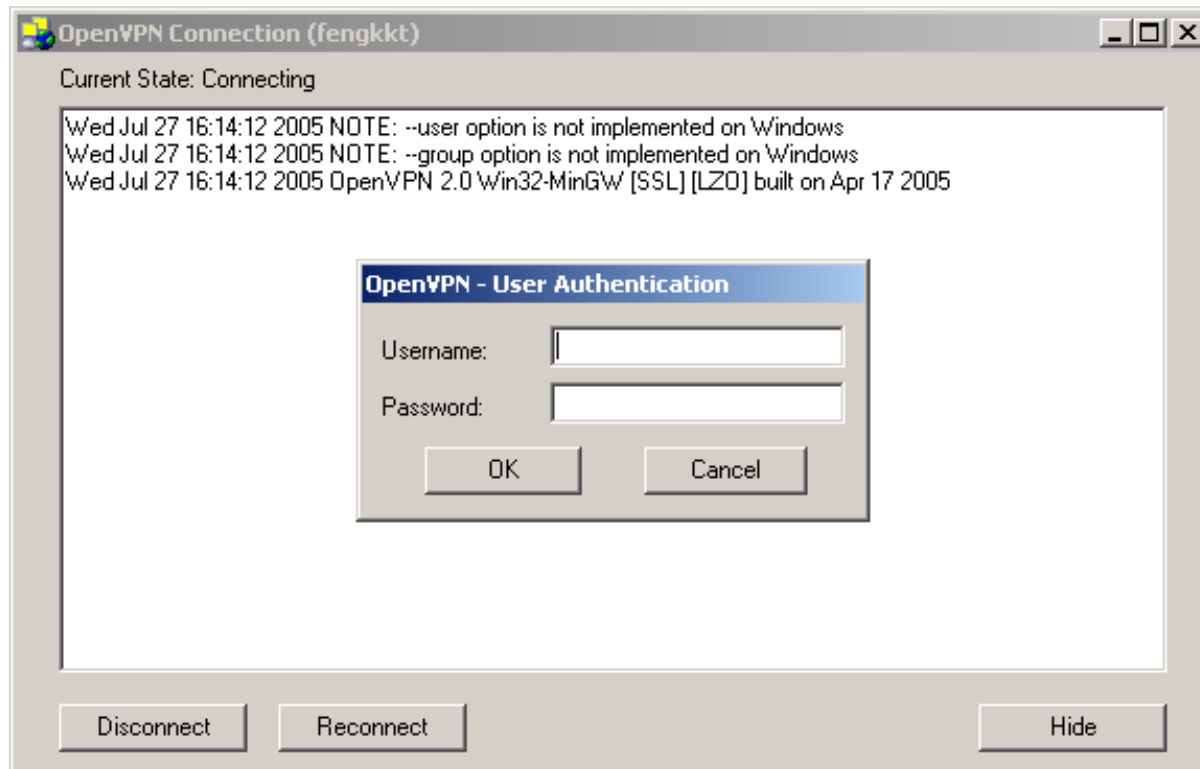 OpenVPN Connection (fengkkt)
Current State: Connecting
Wed Jul 27 16:14:12 2005 NOTE: --user option is not implemented on Windows
Wed Jul 27 16:14:12 2005 NOTE: --group option is not implemented on Windows
Wed Jul 27 16:14:12 2005 OpenVPN 2.0 Win32-MinGW [SSL] [LZO] built on Apr 17 2005
OpenVPN - User Authentication
Username:
Password:
OK Cancel
Disconnect Reconnect Hide